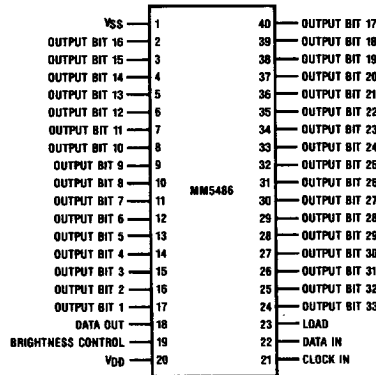 VSS 1 40 OUTPUT BIT 17
OUTPUT BIT 16 2 39 OUTPUT BIT 18
OUTPUT BIT 15 3 38 OUTPUT BIT 19
OUTPUT BIT 14 4 37 OUTPUT BIT 20
OUTPUT BIT 13 5 36 OUTPUT BIT 21
OUTPUT BIT 12 6 35 OUTPUT BIT 22
OUTPUT BIT 11 7 34 OUTPUT BIT 23
OUTPUT BIT 10 8 33 OUTPUT BIT 24
OUTPUT BIT 9 9 32 OUTPUT BIT 25
OUTPUT BIT 8 10 31 OUTPUT BIT 26
MM5486
OUTPUT BIT 7 11 30 OUTPUT BIT 27
OUTPUT BIT 6 12 29 OUTPUT BIT 28
OUTPUT BIT 5 13 28 OUTPUT BIT 29
OUTPUT BIT 4 14 27 OUTPUT BIT 30
OUTPUT BIT 3 15 26 OUTPUT BIT 31
OUTPUT BIT 2 16 25 OUTPUT BIT 32
OUTPUT BIT 1 17 24 OUTPUT BIT 33
DATA OUT 18 23 LOAD
BRIGHTNESS CONTROL 19 22 DATA IN
VDD 20 21 CLOCK IN